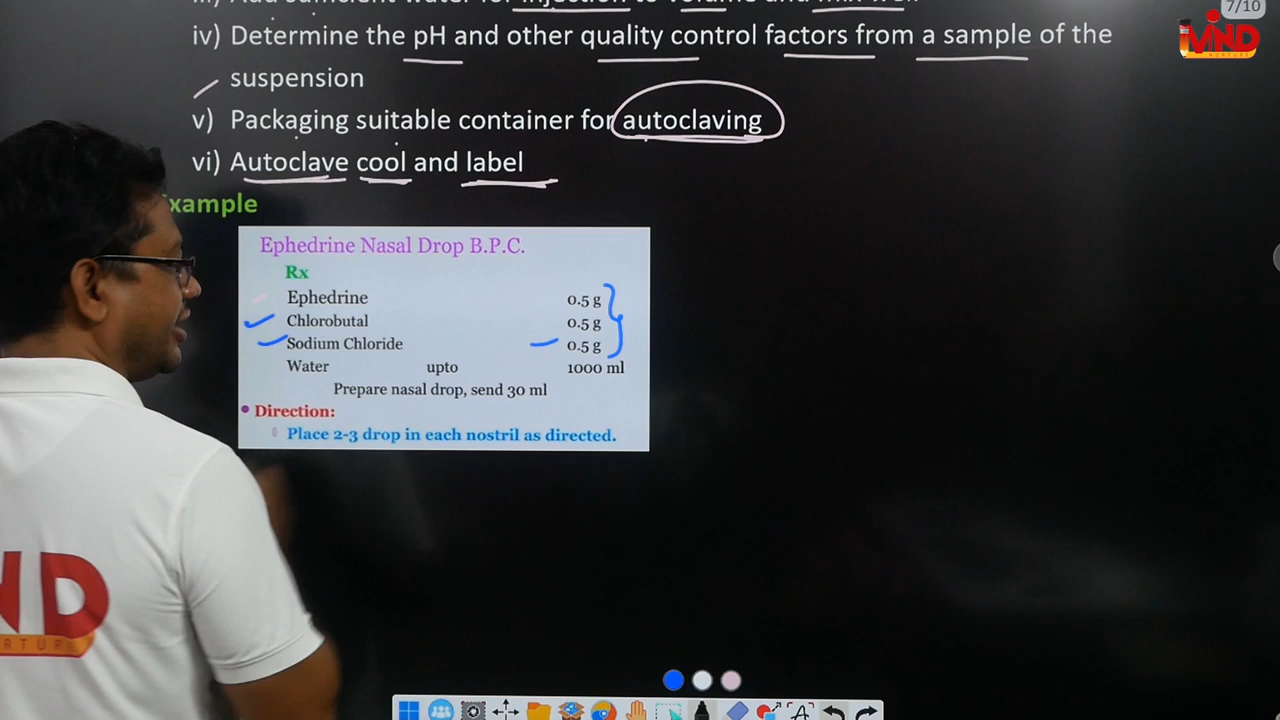 7/10
iv) Determine the pH and other quality control factors from a sample of the
suspension
v) Packaging suitable container for autoclaving
vi) Autoclave cool and label
xample
Ephedrine Nasal Drop B.P.C.
Rx
Ephedrine 0.5 g
Chlorobutal 0.5 g
Sodium Chloride 0.5 g
Water upto 1000 ml
Prepare nasal drop, send 30 ml
Direction:
Place 2-3 drop in each nostril as directed.